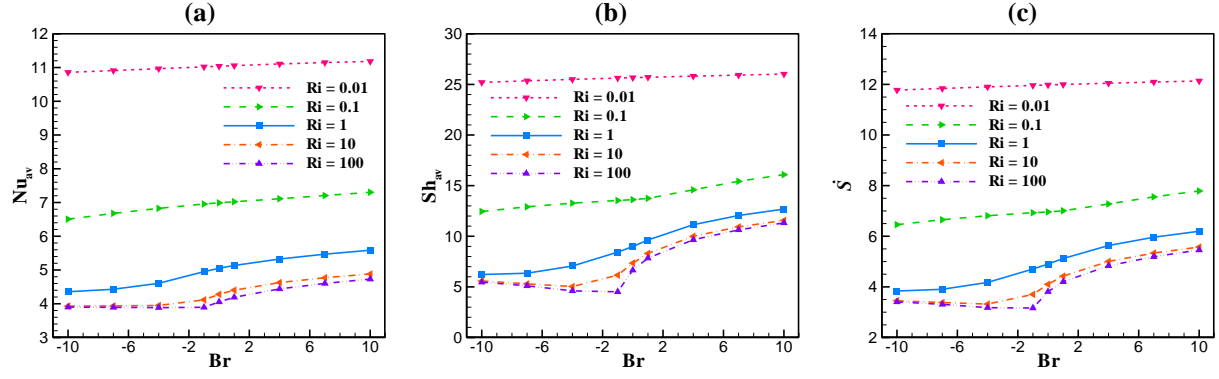 (a)
Nu_av
12
11
10
9
8
7
6
5
4
3
Ri = 0.01
Ri = 0.1
Ri = 1
Ri = 10
Ri = 100
-10 -6 -2 2 6 10
Br
(b)
Sh_av
30
25
20
15
10
5
0
Ri = 0.01
Ri = 0.1
Ri = 1
Ri = 10
Ri = 100
-10 -6 -2 2 6 10
Br
(c)
Ṡ
14
12
10
8
6
4
2
Ri = 0.01
Ri = 0.1
Ri = 1
Ri = 10
Ri = 100
-10 -6 -2 2 6 10
Br